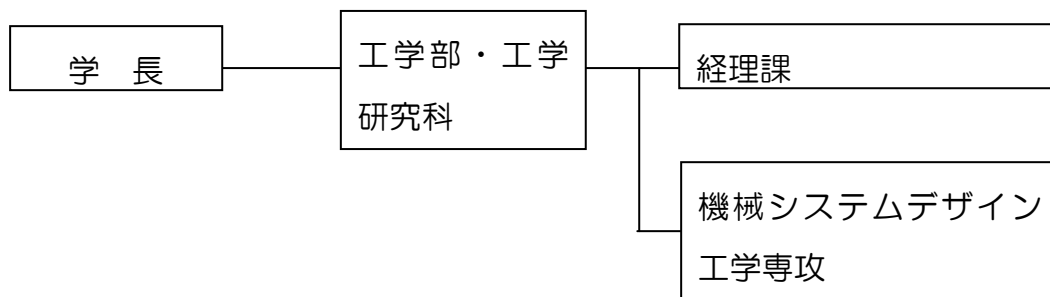 学　長
工学部・工学
研究科
経理課
機械システムデザイン
工学専攻